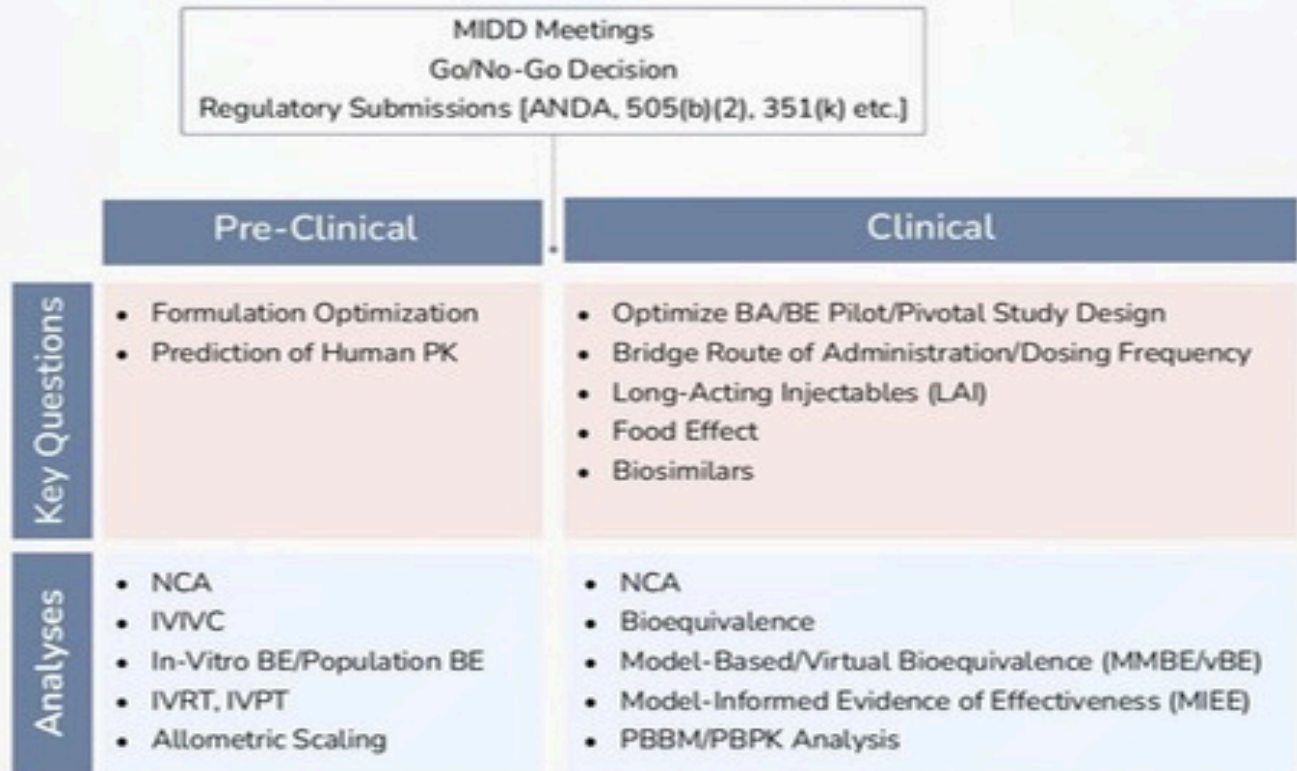 MIDD Meetings
Go/No-Go Decision
Regulatory Submissions [ANDA, 505(b)(2), 351(k) etc.]
Pre-Clinical
Clinical
Key Questions
• Formulation Optimization
• Prediction of Human PK
• Optimize BA/BE Pilot/Pivotal Study Design
• Bridge Route of Administration/Dosing Frequency
• Long-Acting Injectables (LAI)
• Food Effect
• Biosimilars
Analyses
• NCA
• IVIVC
• In-Vitro BE/Population BE
• IVRT, IVPT
• Allometric Scaling
• NCA
• Bioequivalence
• Model-Based/Virtual Bioequivalence (MMBE/vBE)
• Model-Informed Evidence of Effectiveness (MIEE)
• PBBM/PBPK Analysis